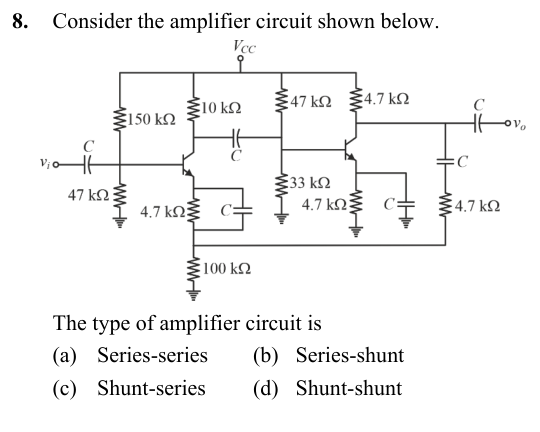 8. Consider the amplifier circuit shown below.
V_CC
10 kΩ
47 kΩ
4.7 kΩ
C
150 kΩ
v_o
C
C
C
V_i
33 kΩ
47 kΩ
4.7 kΩ
C
4.7 kΩ
C
4.7 kΩ
100 kΩ
The type of amplifier circuit is
(a) Series-series (b) Series-shunt
(c) Shunt-series (d) Shunt-shunt